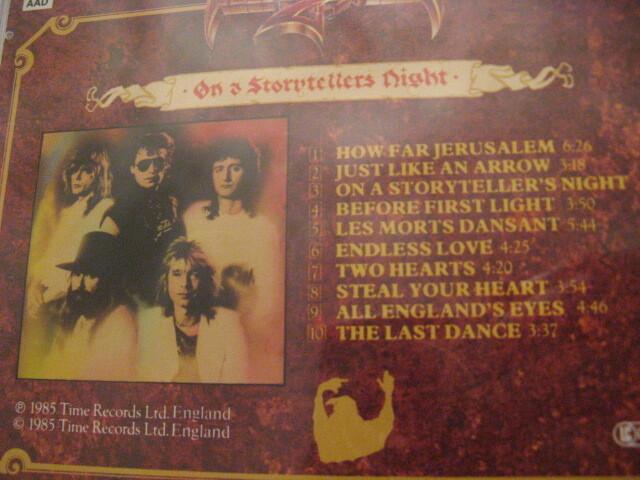 AAD
On a Storytellers Night
1 HOW FAR JERUSALEM 6:26
2 JUST LIKE AN ARROW 3:18
3 ON A STORYTELLER'S NIGHT
4 BEFORE FIRST LIGHT 3:50
5 LES MORTS DANSANT 5:44
6 ENDLESS LOVE 4:25
7 TWO HEARTS 4:20
8 STEAL YOUR HEART 3:54
9 ALL ENGLAND'S EYES 4:46
10 THE LAST DANCE 3:37
℗ 1985 Time Records Ltd. England
© 1985 Time Records Ltd. England